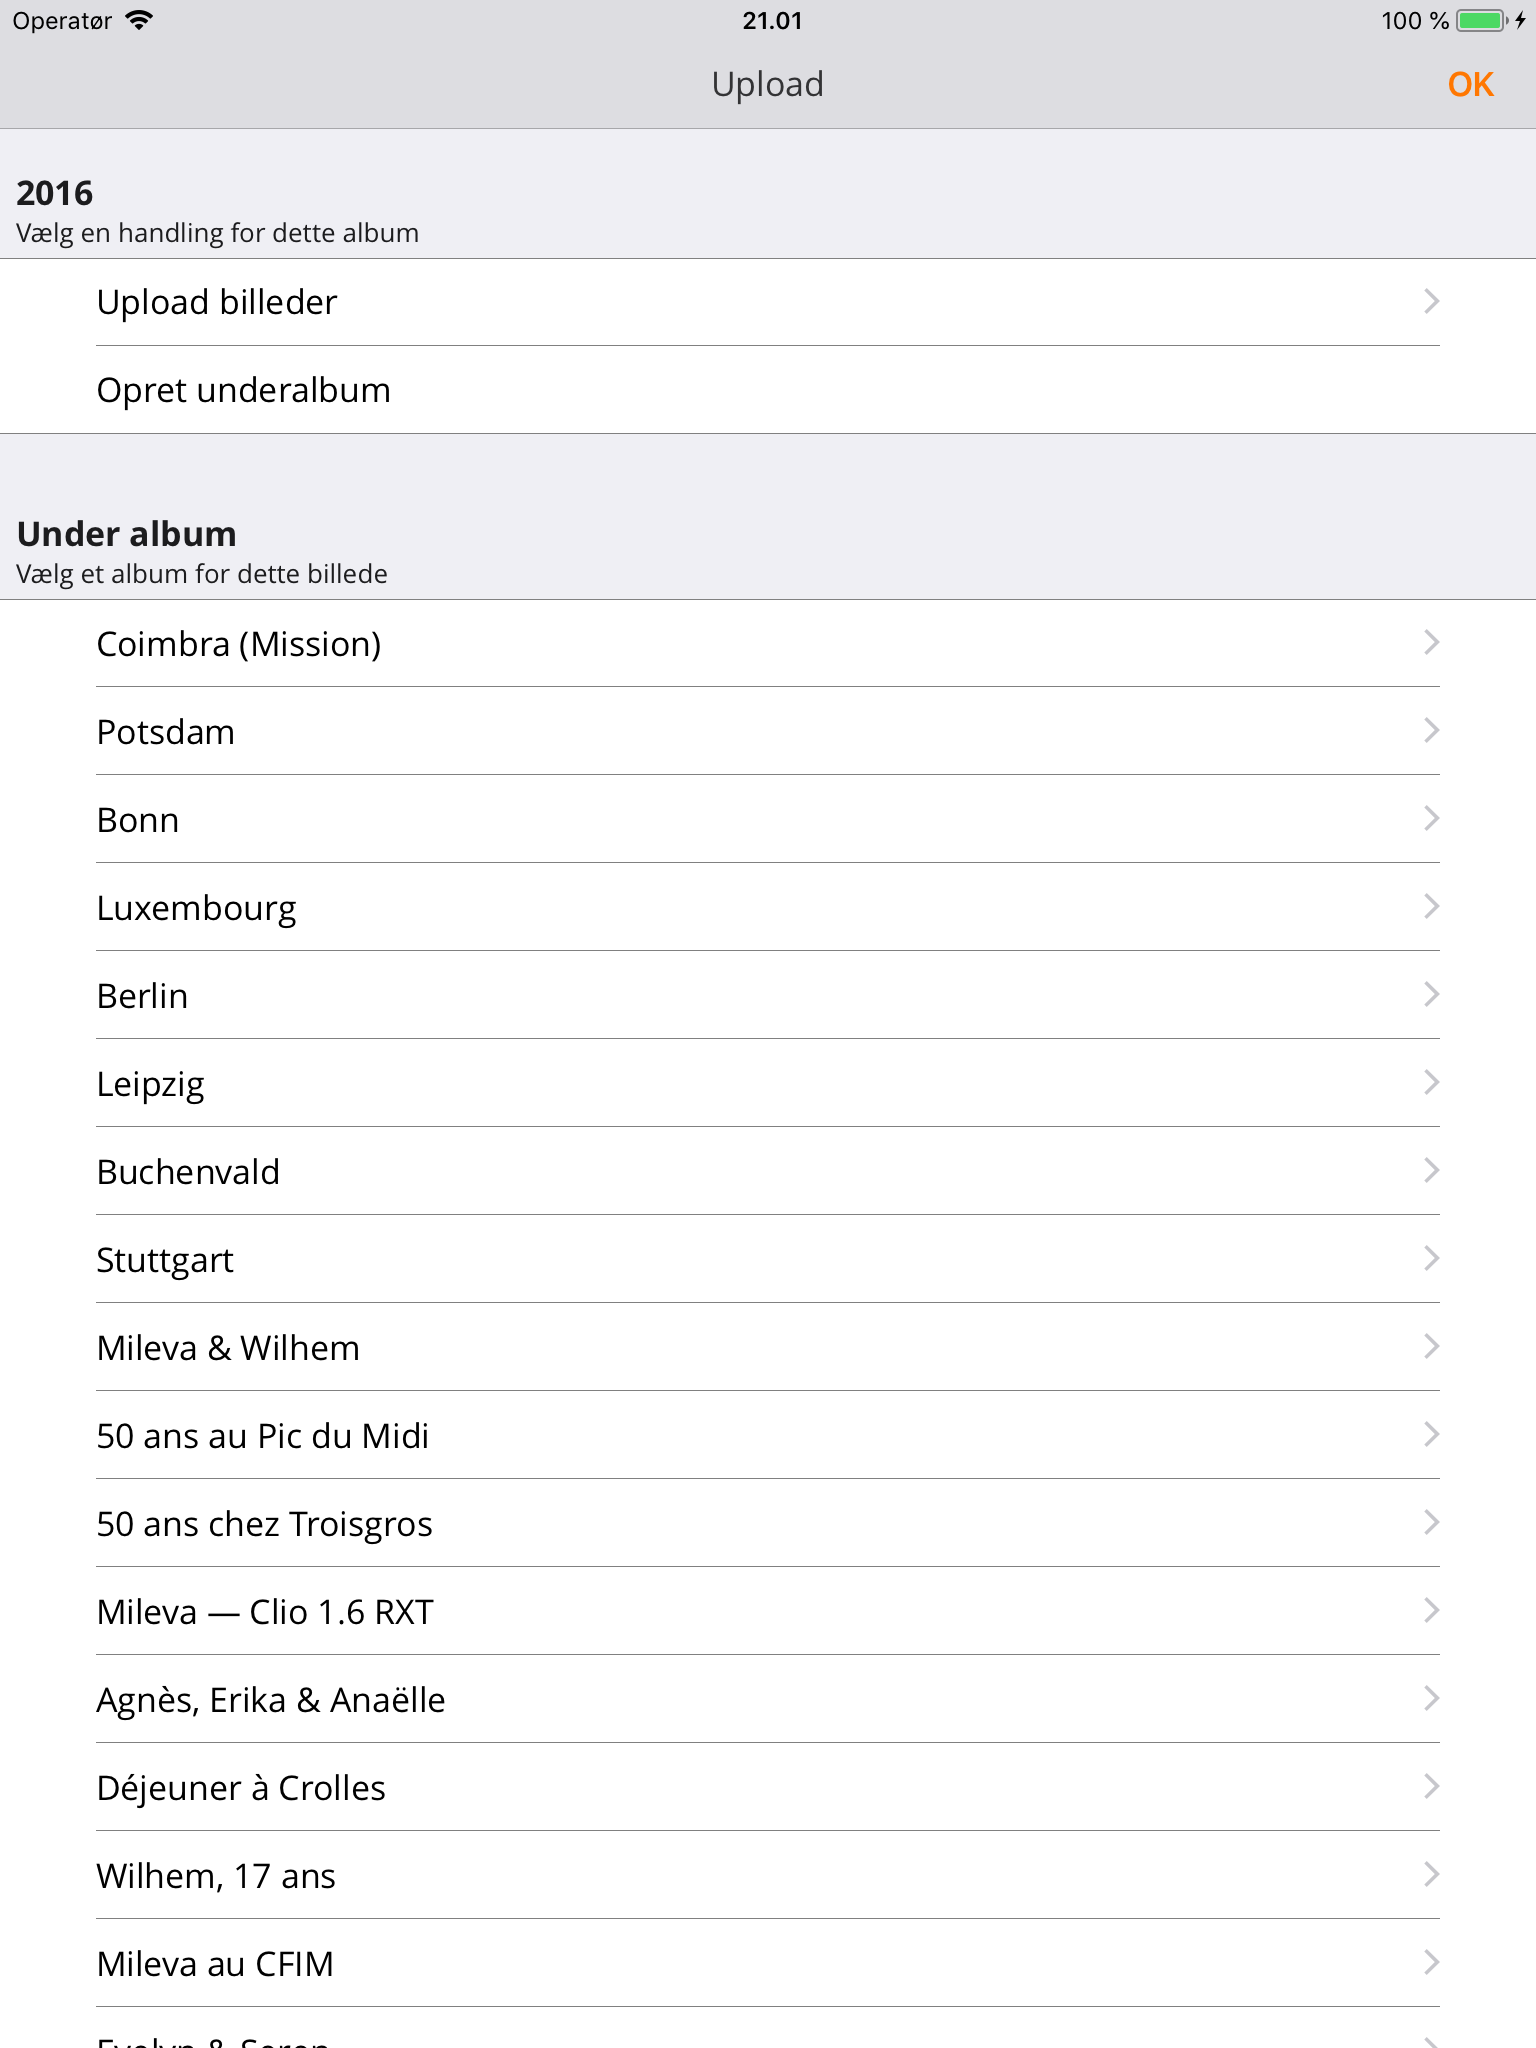 Operatør
21.01
100 %
Upload
OK
2016
Vælg en handling for dette album
Upload billeder
Opret underalbum
Under album
Vælg et album for dette billede
Coimbra (Mission)
Potsdam
Bonn
Luxembourg
Berlin
Leipzig
Buchenvald
Stuttgart
Mileva & Wilhem
50 ans au Pic du Midi
50 ans chez Troisgros
Mileva — Clio 1.6 RXT
Agnès, Erika & Anaëlle
Déjeuner à Crolles
Wilhem, 17 ans
Mileva au CFIM